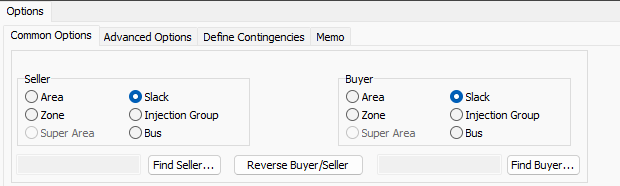 Options
Common Options Advanced Options Define Contingencies Memo
Seller Buyer
Area Slack Area Slack
Zone Injection Group Zone Injection Group
Super Area Bus Super Area Bus
Find Seller... Reverse Buyer/Seller Find Buyer...